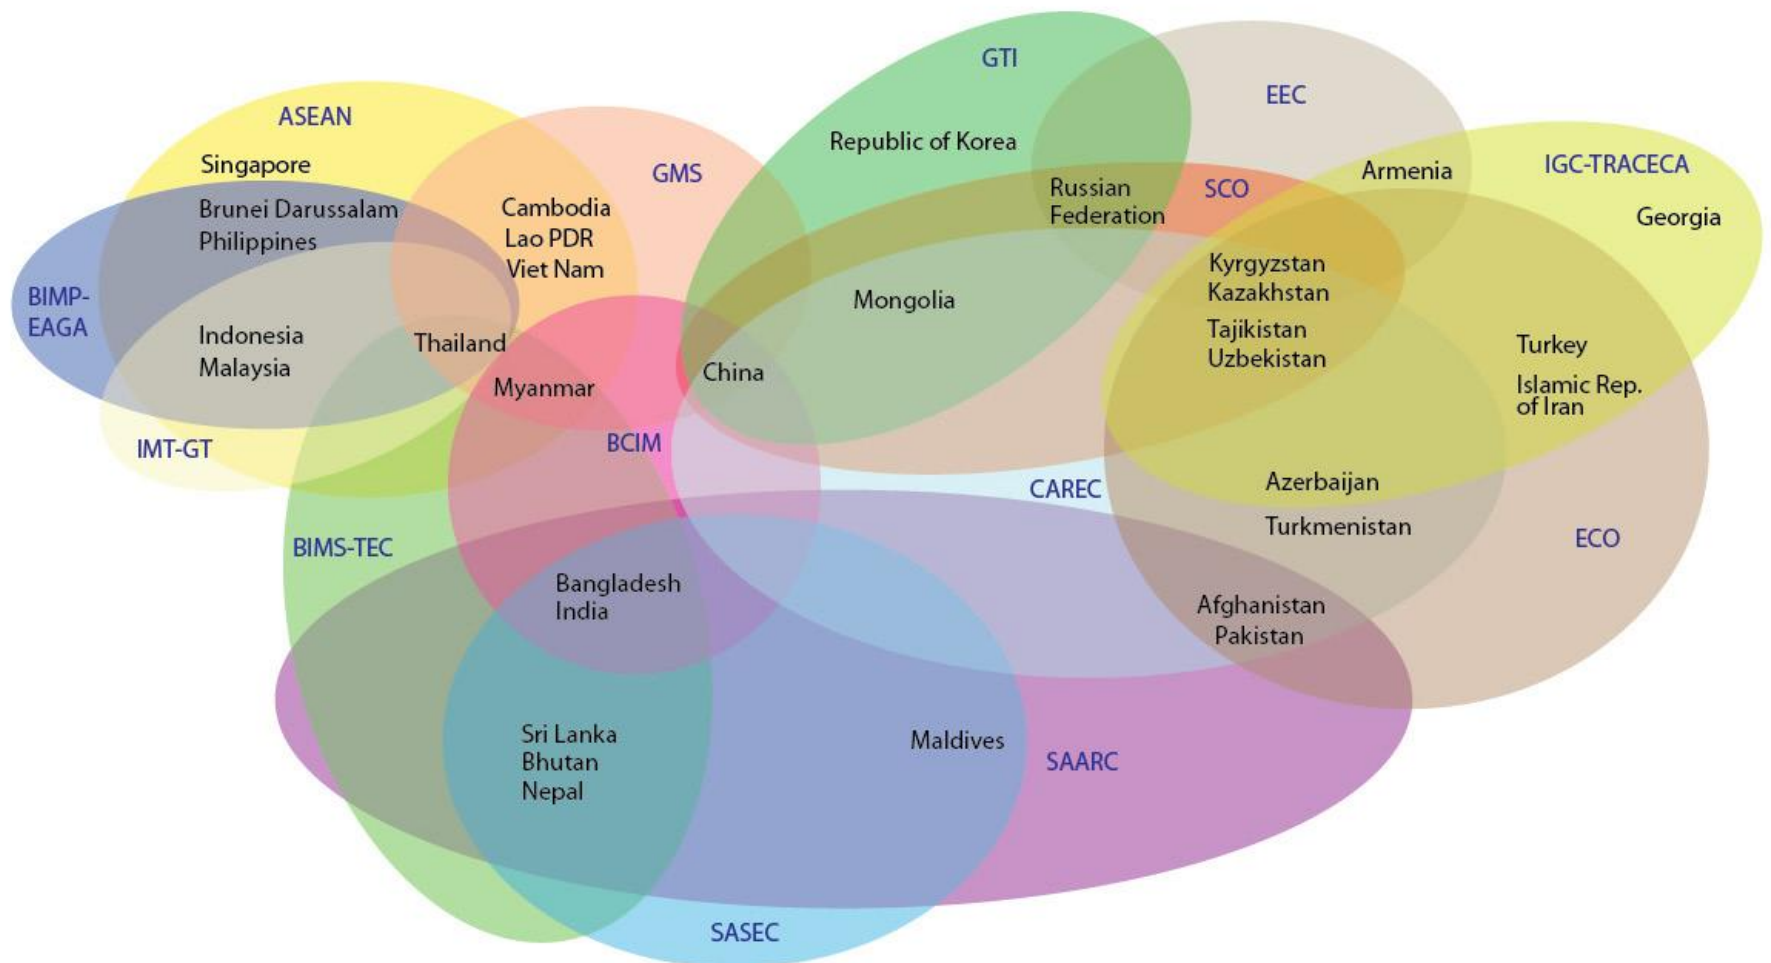 GTI
EEC
ASEAN
Republic of Korea
Singapore
GMS
Armenia
IGC-TRACECA
Russian
Federation
SCO
Brunei Darussalam
Philippines
Cambodia
Lao PDR
Viet Nam
Georgia
Kyrgyzstan
Kazakhstan
BIMP-
EAGA
Mongolia
Tajikistan
Uzbekistan
Indonesia
Malaysia
Thailand
Turkey
Myanmar
China
Islamic Rep.
of Iran
IMT-GT
BCIM
CAREC
Azerbaijan
Turkmenistan
BIMS-TEC
ECO
Bangladesh
India
Afghanistan
Pakistan
Sri Lanka
Bhutan
Nepal
Maldives
SAARC
SASEC